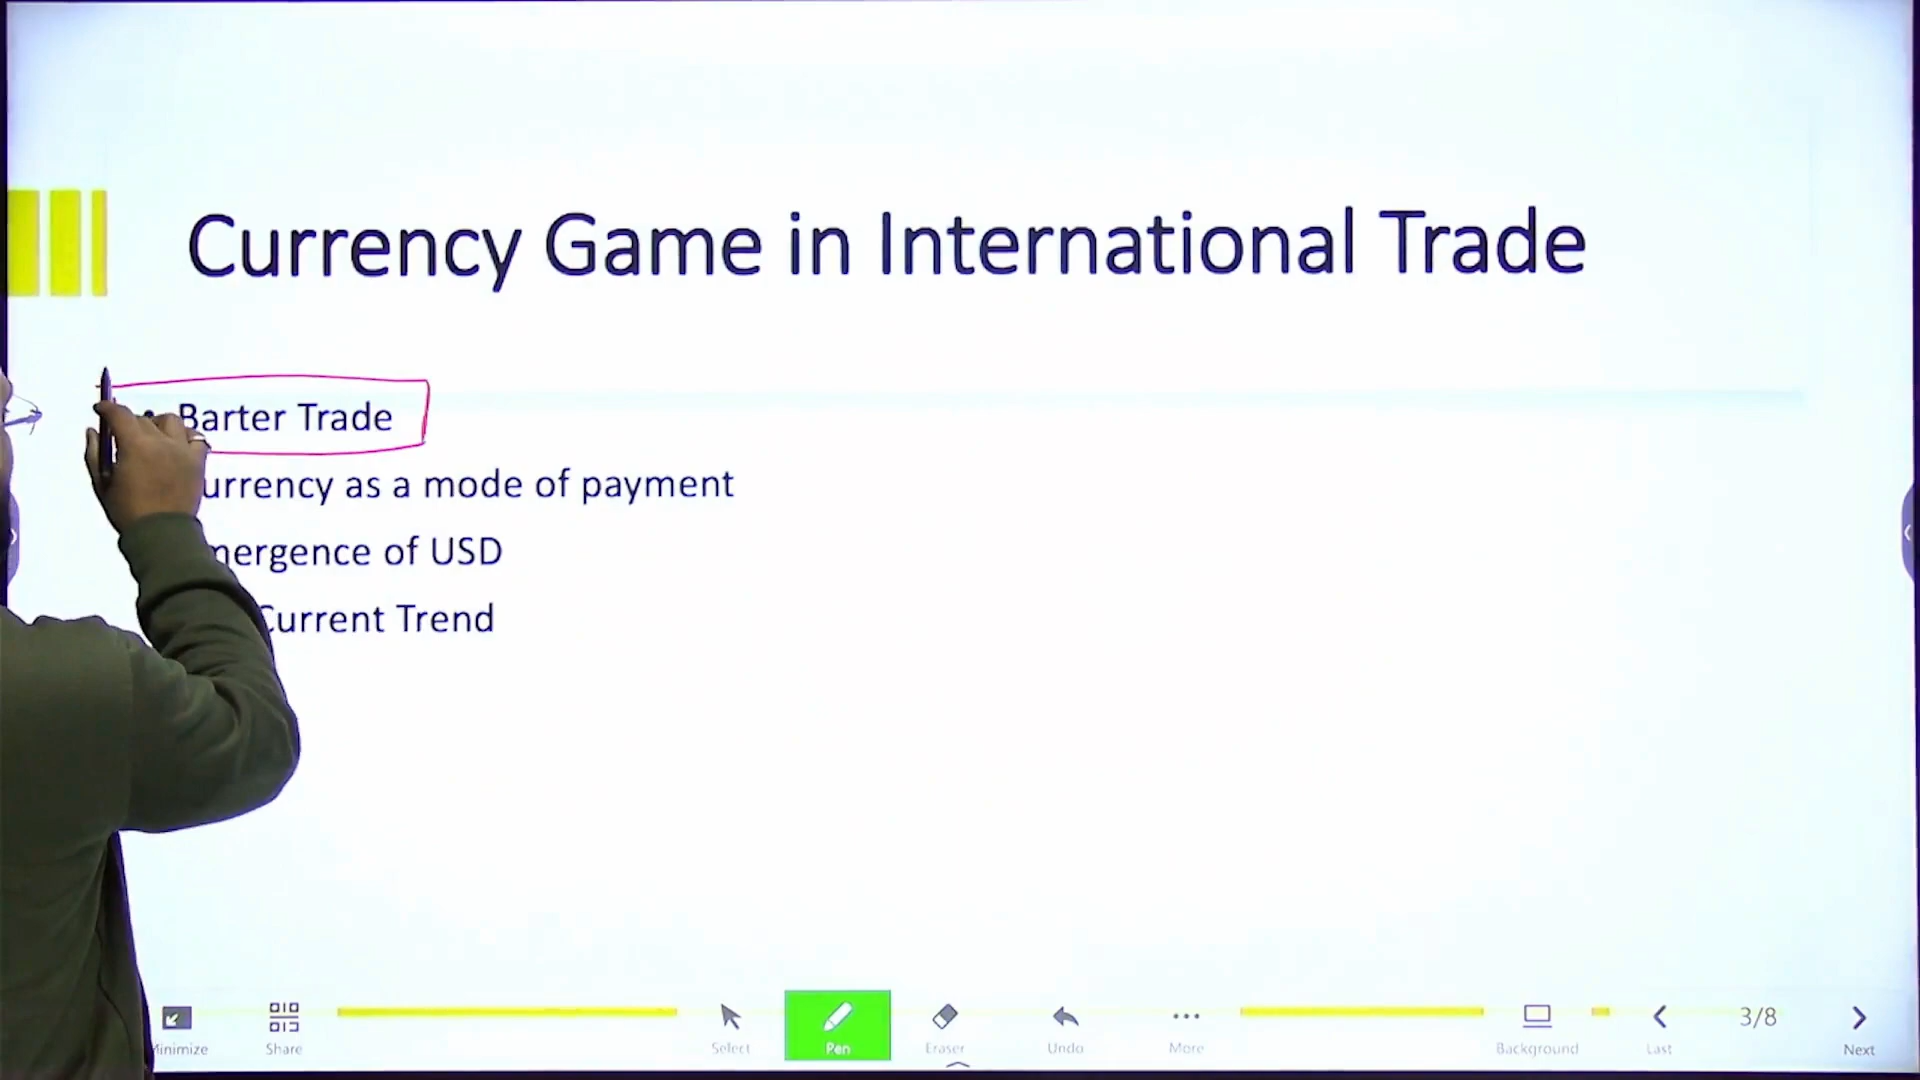 Currency Game in International Trade
• Barter Trade
urrency as a mode of payment
mergence of USD
Current Trend
inimize
Share
Select
Pen
Eraser
Undo
More
Background
Last
3/8
Next